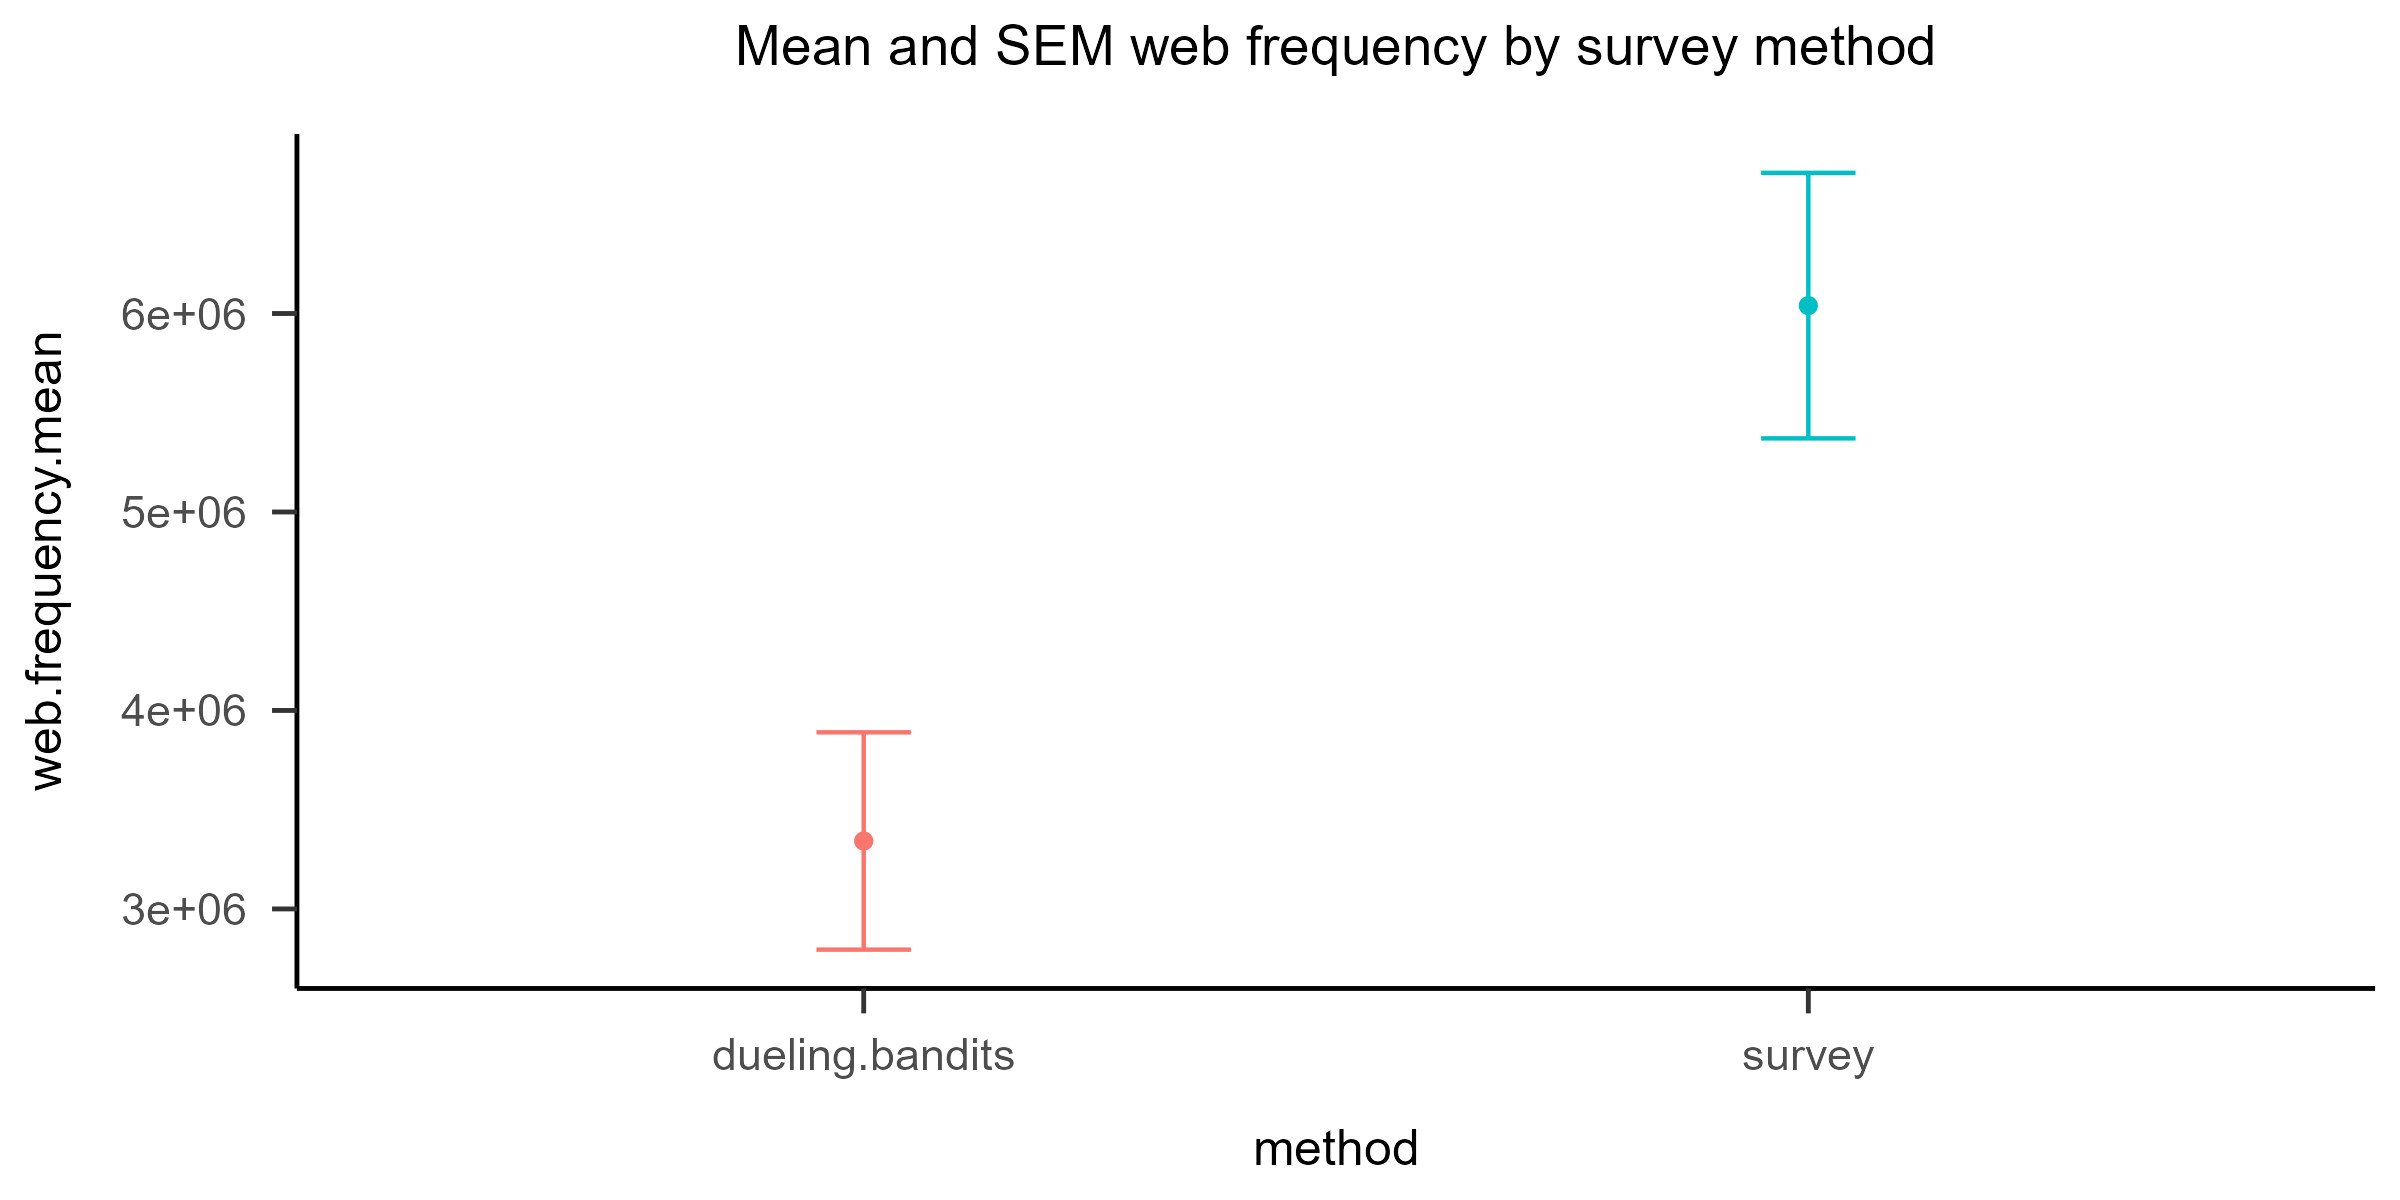 Mean and SEM web frequency by survey method
web.frequency.mean
6e+06
5e+06
4e+06
3e+06
dueling.bandits
survey
method